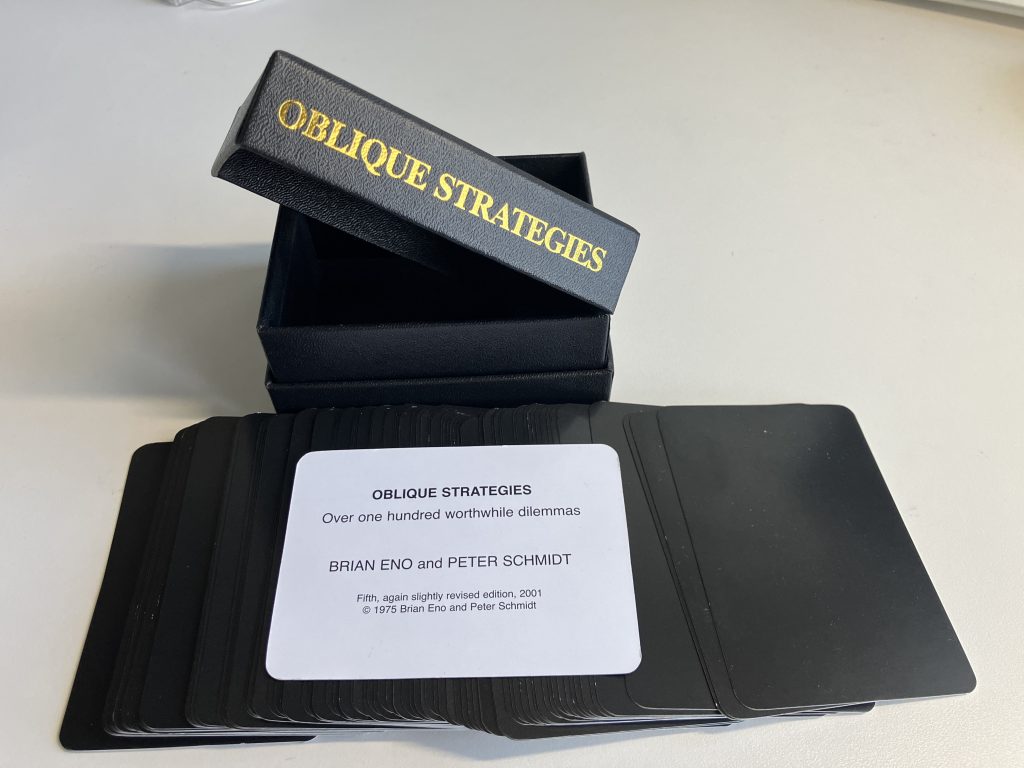 OBLIQUE STRATEGIES
OBLIQUE STRATEGIES
Over one hundred worthwhile dilemmas
BRIAN ENO and PETER SCHMIDT
Fifth, again slightly revised edition, 2001
© 1975 Brian Eno and Peter Schmidt